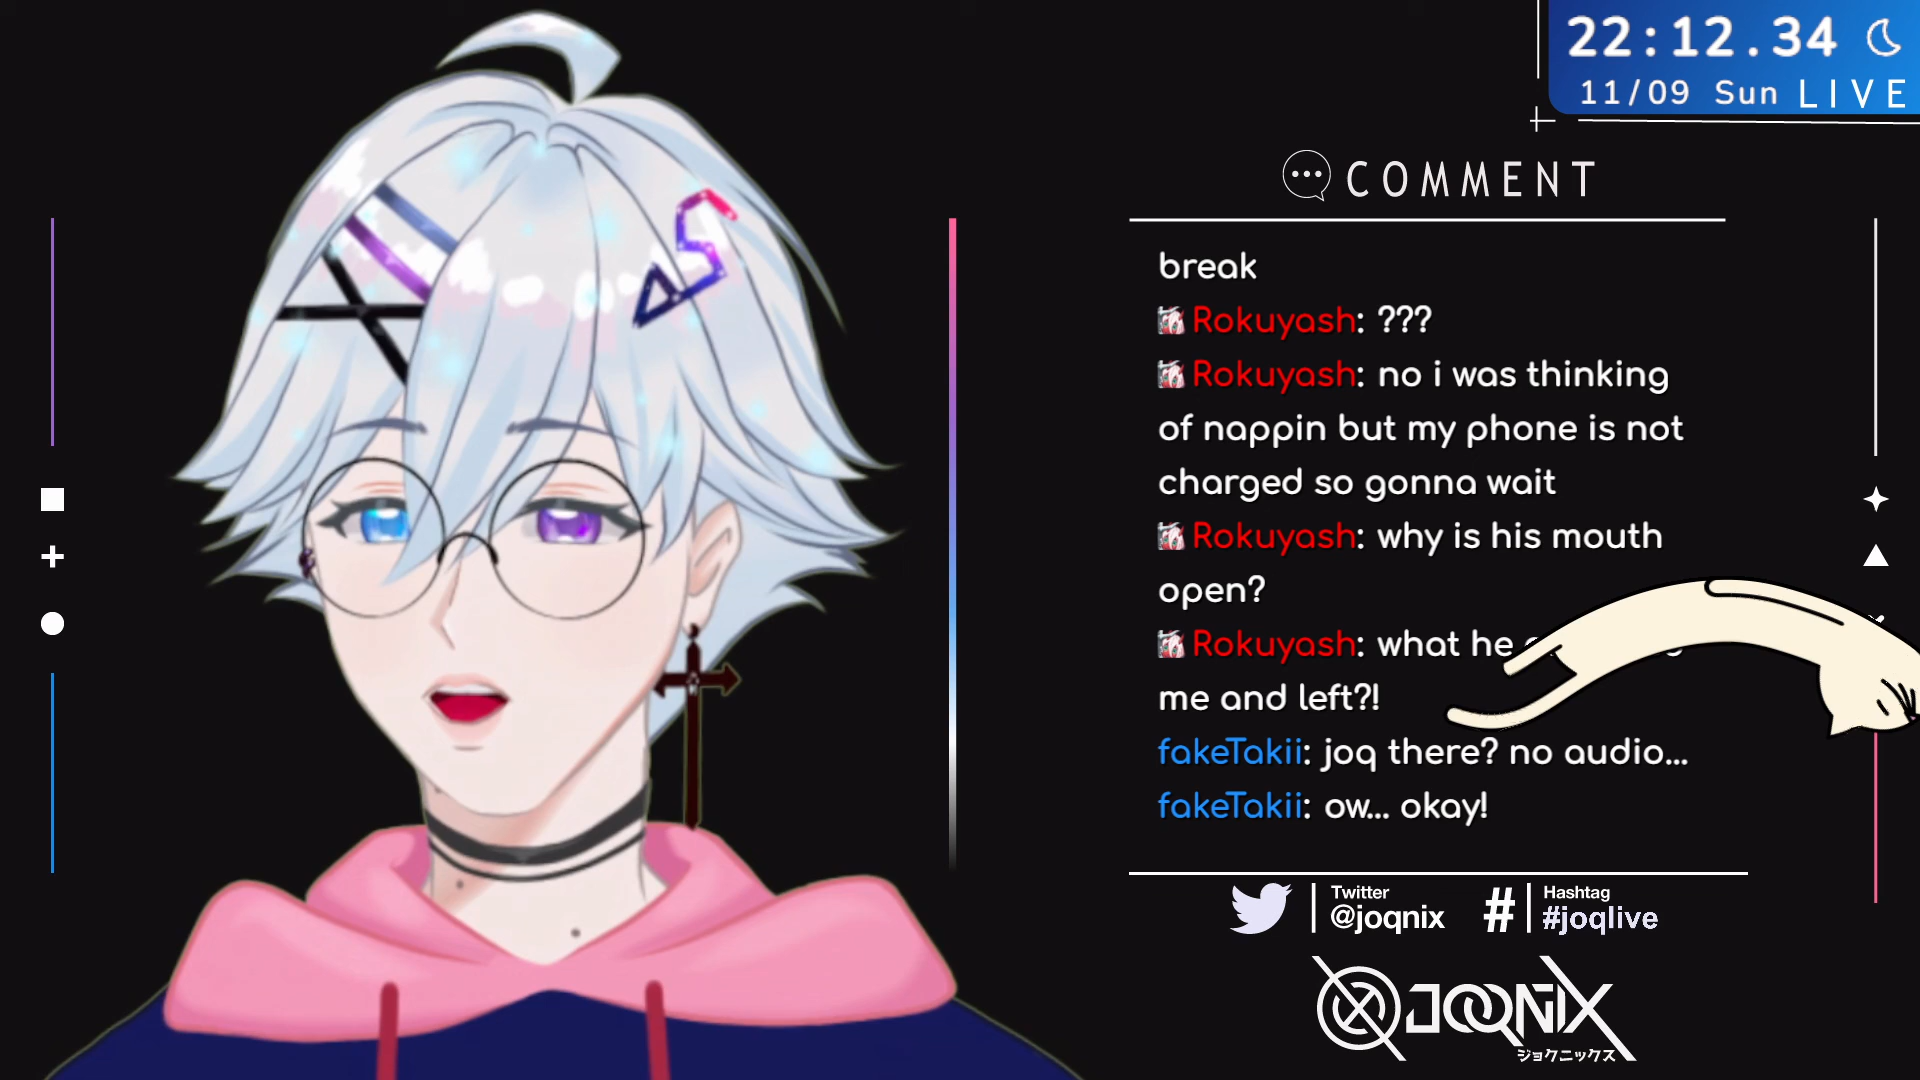 22:12.34
11/09 Sun LIVE
COMMENT
break
Rokuyash: ???
Rokuyash: no i was thinking
of nappin but my phone is not
charged so gonna wait
Rokuyash: why is his mouth
open?
Rokuyash: what he
me and left?!
fakeTakii: joq there? no audio...
fakeTakii: ow... okay!
Twitter
@joqnix
# Hashtag
#joqlive
JOQNIX
ジョクニックス